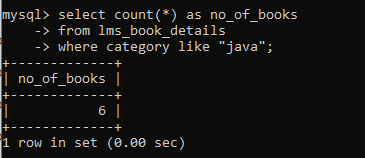 mysql> select count(*) as no_of_books
    -> from lms_book_details
    -> where category like "java";
+-------------+
| no_of_books |
+-------------+
|           6 |
+-------------+
1 row in set (0.00 sec)